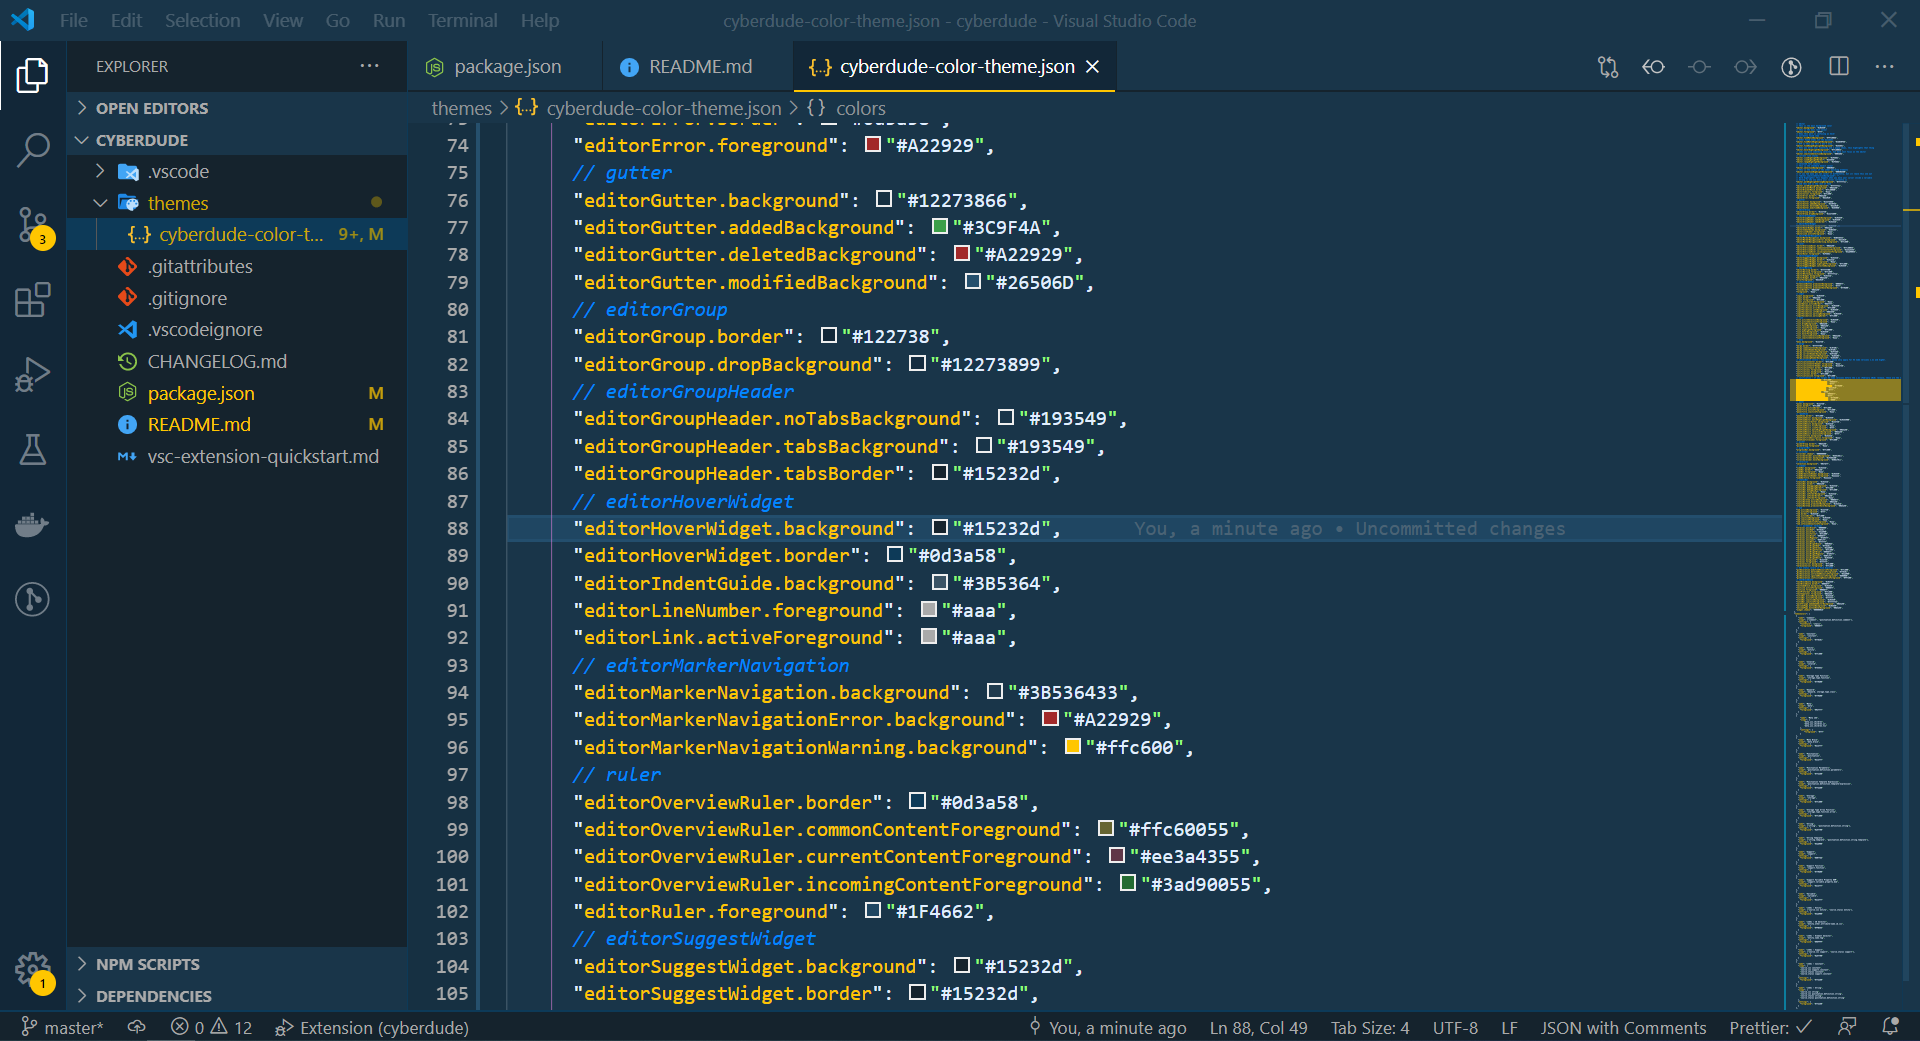 File Edit Selection View Go Run Terminal Help
cyberdude-color-theme.json - cyberdude - Visual Studio Code
EXPLORER
package.json
README.md
{..} cyberdude-color-theme.json
OPEN EDITORS
CYBERDUDE
.vscode
themes
{..} cyberdude-color-t... 9+, M
.gitattributes
.gitignore
.vscodeignore
CHANGELOG.md
package.json M
README.md M
vsc-extension-quickstart.md
NPM SCRIPTS
DEPENDENCIES
3
1
themes > {..} cyberdude-color-theme.json > {} colors
74 "editorError.foreground": "#A22929",
75 // gutter
76 "editorGutter.background": "#12273866",
77 "editorGutter.addedBackground": "#3C9F4A",
78 "editorGutter.deletedBackground": "#A22929",
79 "editorGutter.modifiedBackground": "#26506D",
80 // editorGroup
81 "editorGroup.border": "#122738",
82 "editorGroup.dropBackground": "#12273899",
83 // editorGroupHeader
84 "editorGroupHeader.noTabsBackground": "#193549",
85 "editorGroupHeader.tabsBackground": "#193549",
86 "editorGroupHeader.tabsBorder": "#15232d",
87 // editorHoverWidget
88 "editorHoverWidget.background": "#15232d", You, a minute ago • Uncommitted changes
89 "editorHoverWidget.border": "#0d3a58",
90 "editorIndentGuide.background": "#3B5364",
91 "editorLineNumber.foreground": "#aaa",
92 "editorLink.activeForeground": "#aaa",
93 // editorMarkerNavigation
94 "editorMarkerNavigation.background": "#3B536433",
95 "editorMarkerNavigationError.background": "#A22929",
96 "editorMarkerNavigationWarning.background": "#ffc600",
97 // ruler
98 "editorOverviewRuler.border": "#0d3a58",
99 "editorOverviewRuler.commonContentForeground": "#ffc60055",
100 "editorOverviewRuler.currentContentForeground": "#ee3a4355",
101 "editorOverviewRuler.incomingContentForeground": "#3ad90055",
102 "editorRuler.foreground": "#1F4662",
103 // editorSuggestWidget
104 "editorSuggestWidget.background": "#15232d",
105 "editorSuggestWidget.border": "#15232d",
master* 0 12 Extension (cyberdude) You, a minute ago Ln 88, Col 49 Tab Size: 4 UTF-8 LF JSON with Comments Prettier: ✓